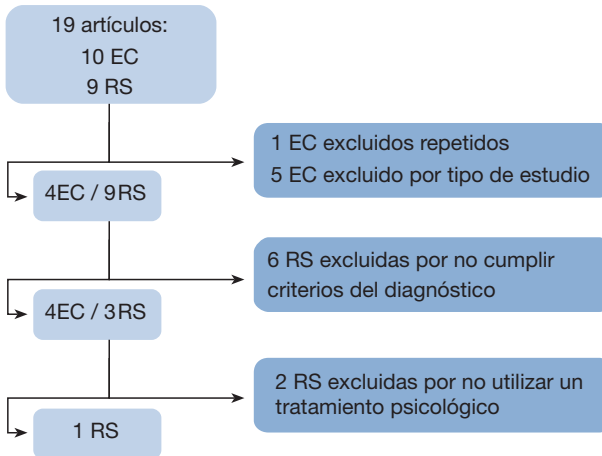 19 artículos:
10 EC
9 RS
1 EC excluidos repetidos
5 EC excluido por tipo de estudio
4EC / 9RS
6 RS excluidas por no cumplir
criterios del diagnóstico
4EC / 3RS
2 RS excluidas por no utilizar un
tratamiento psicológico
1 RS